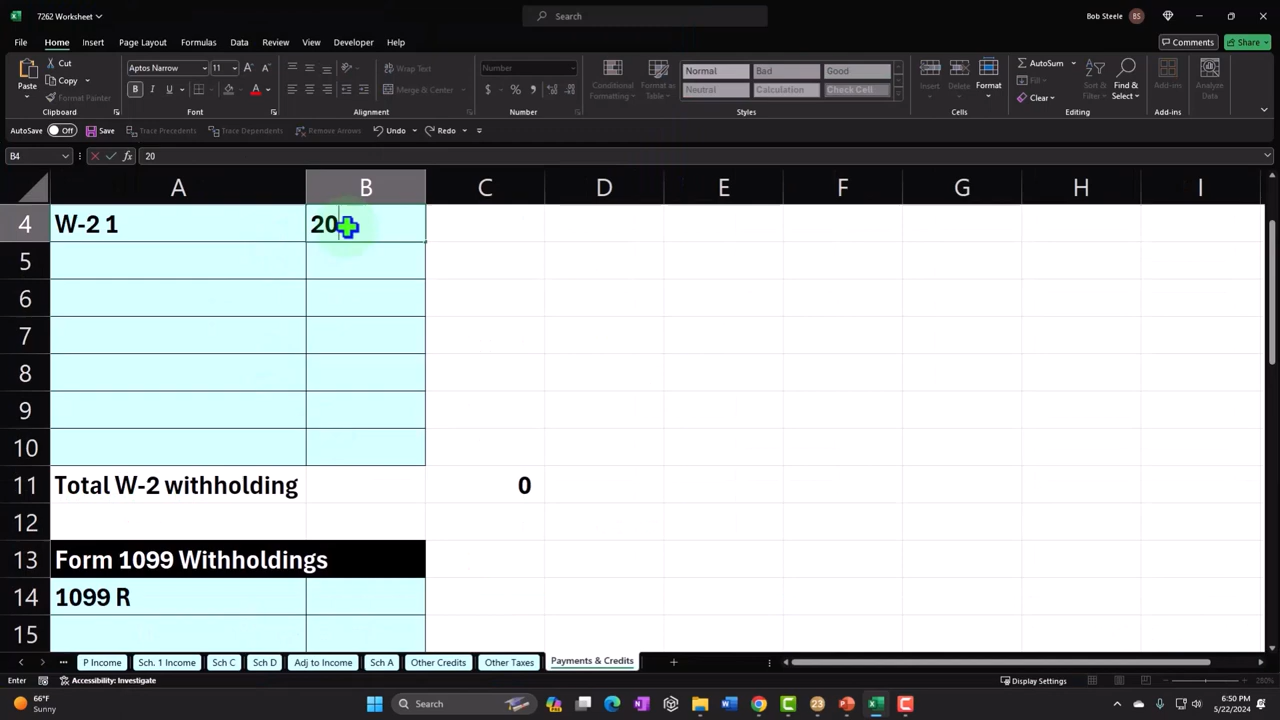 7262 Worksheet
Search
Bob Steele BS
File Home Insert Page Layout Formulas Data Review View Developer Help
Comments Share
Paste
Cut
Copy
Format Painter
Clipboard
Aptos Narrow 11
Font
Wrap Text
Merge & Center
Alignment
Number
Number
Conditional Formatting
Format as Table
Normal Bad Good
Neutral Calculation Check Cell
Styles
Insert Delete Format
Cells
AutoSum
Fill
Clear
Sort & Filter
Find & Select
Editing
Add-ins
Add-ins
Analyze Data
AutoSave Off Save Trace Precedents Trace Dependents Remove Arrows Undo Redo
B4 fx 20
A B C D E F G H I
4 W-2 1 20
5
6
7
8
9
10
11 Total W-2 withholding 0
12
13 Form 1099 Withholdings
14 1099 R
15
P Income Sch. 1 Income Sch C Sch D Adj to Income Sch A Other Credits Other Taxes Payments & Credits
Enter Accessibility: Investigate Display Settings 280%
66°F
Sunny
Search
6:50 PM
5/22/2024